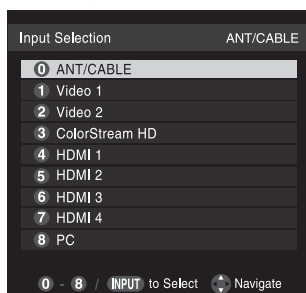 Input Selection ANT/CABLE
0 ANT/CABLE
1 Video 1
2 Video 2
3 ColorStream HD
4 HDMI 1
5 HDMI 2
6 HDMI 3
7 HDMI 4
8 PC
0 - 8 / INPUT to Select Navigate